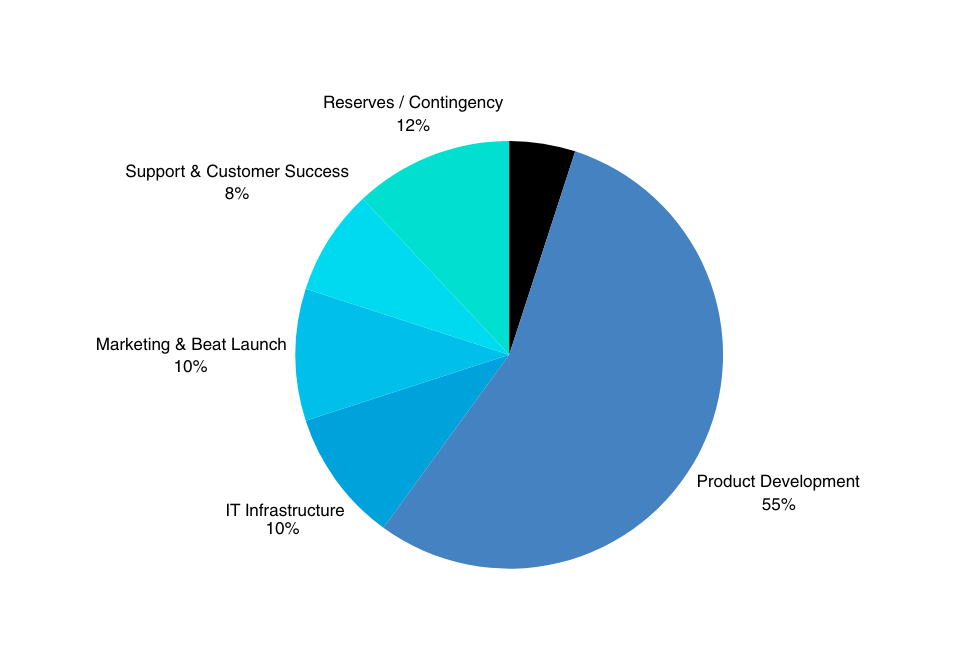 Reserves / Contingency
12%
Support & Customer Success
8%
Marketing & Beat Launch
10%
IT Infrastructure
10%
Product Development
55%